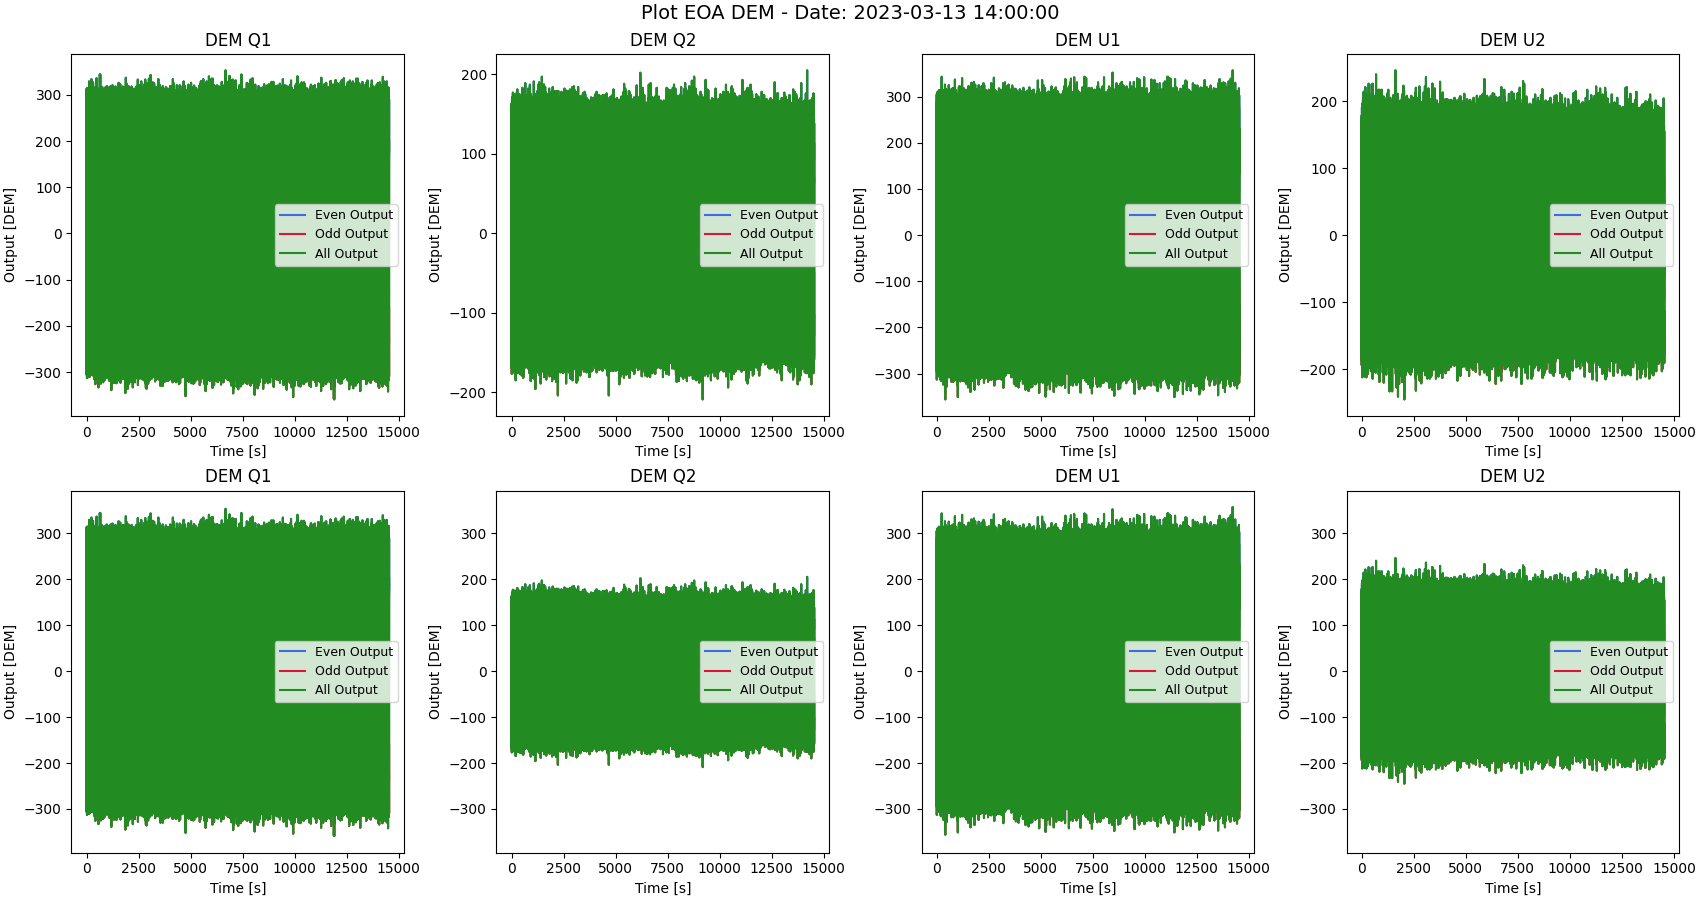 Plot EOA DEM - Date: 2023-03-13 14:00:00
DEM Q1
Output [DEM]
300
200
100
0
−100
−200
−300
0 2500 5000 7500 10000 12500 15000
Time [s]
Even Output
Odd Output
All Output
DEM Q2
Output [DEM]
200
100
0
−100
−200
0 2500 5000 7500 10000 12500 15000
Time [s]
Even Output
Odd Output
All Output
DEM U1
Output [DEM]
300
200
100
0
−100
−200
−300
0 2500 5000 7500 10000 12500 15000
Time [s]
Even Output
Odd Output
All Output
DEM U2
Output [DEM]
200
100
0
−100
−200
0 2500 5000 7500 10000 12500 15000
Time [s]
Even Output
Odd Output
All Output
DEM Q1
Output [DEM]
300
200
100
0
−100
−200
−300
0 2500 5000 7500 10000 12500 15000
Time [s]
Even Output
Odd Output
All Output
DEM Q2
Output [DEM]
300
200
100
0
−100
−200
−300
0 2500 5000 7500 10000 12500 15000
Time [s]
Even Output
Odd Output
All Output
DEM U1
Output [DEM]
300
200
100
0
−100
−200
−300
0 2500 5000 7500 10000 12500 15000
Time [s]
Even Output
Odd Output
All Output
DEM U2
Output [DEM]
300
200
100
0
−100
−200
−300
0 2500 5000 7500 10000 12500 15000
Time [s]
Even Output
Odd Output
All Output